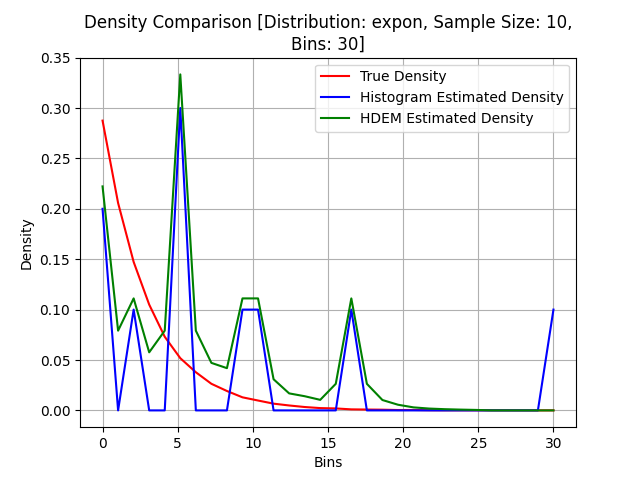 Density Comparison [Distribution: expon, Sample Size: 10,
Bins: 30]
True Density
Histogram Estimated Density
HDEM Estimated Density
Density
0.35
0.30
0.25
0.20
0.15
0.10
0.05
0.00
0 5 10 15 20 25 30
Bins